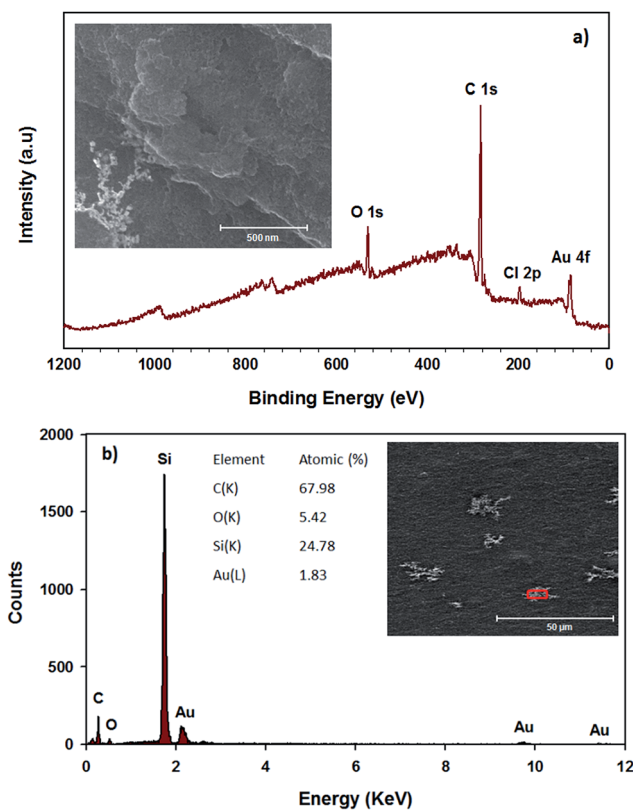 a)
C 1s
O 1s
Cl 2p
Au 4f
500 nm
Intensity (a.u)
1200 1000 800 600 400 200 0
Binding Energy (eV)
b)
2000
1500
1000
500
0
Counts
Si
Element Atomic (%)
C(K) 67.98
O(K) 5.42
Si(K) 24.78
Au(L) 1.83
50 µm
C
O
Au
Au
Au
0 2 4 6 8 10 12
Energy (KeV)